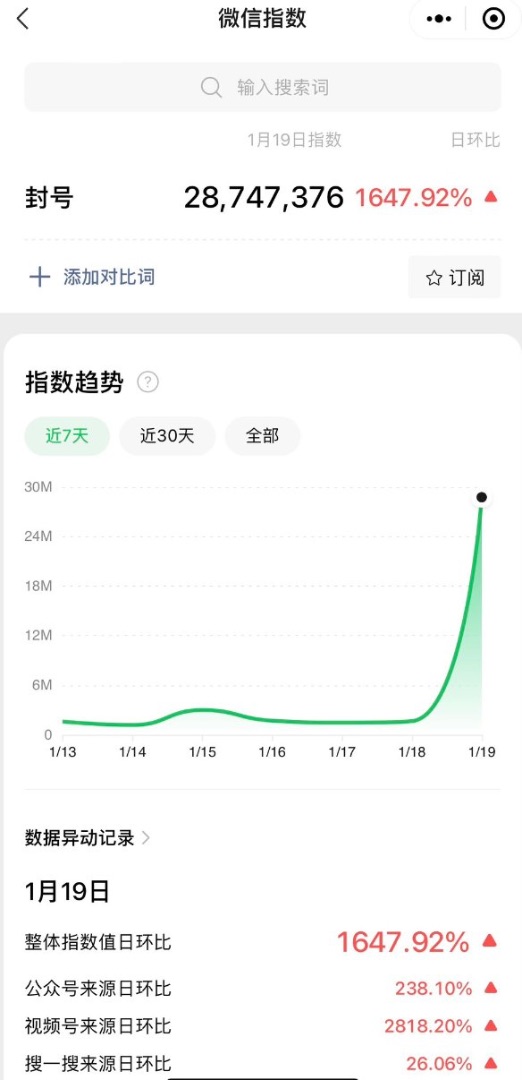 微信指数
输入搜索词
1月19日指数 日环比
封号 28,747,376 1647.92%
添加对比词 订阅
指数趋势 ?
近7天 近30天 全部
30M
24M
18M
12M
6M
0
1/13 1/14 1/15 1/16 1/17 1/18 1/19
数据异动记录
1月19日
整体指数值日环比 1647.92%
公众号来源日环比 238.10%
视频号来源日环比 2818.20%
搜一搜来源日环比 26.06%